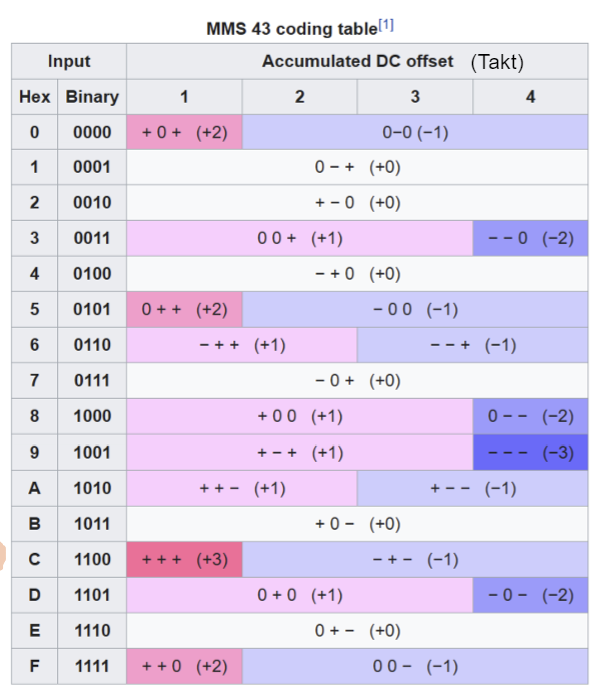 MMS 43 coding table[1]
Input Accumulated DC offset (Takt)
Hex Binary 1 2 3 4
0 0000 + 0 + (+2) 0−0 (−1)
1 0001 0 − + (+0)
2 0010 + − 0 (+0)
3 0011 0 0 + (+1) − − 0 (−2)
4 0100 − + 0 (+0)
5 0101 0 + + (+2) − 0 0 (−1)
6 0110 − + + (+1) − − + (−1)
7 0111 − 0 + (+0)
8 1000 + 0 0 (+1) 0 − − (−2)
9 1001 + − + (+1) − − − (−3)
A 1010 + + − (+1) + − − (−1)
B 1011 + 0 − (+0)
C 1100 + + + (+3) − + − (−1)
D 1101 0 + 0 (+1) − 0 − (−2)
E 1110 0 + − (+0)
F 1111 + + 0 (+2) 0 0 − (−1)